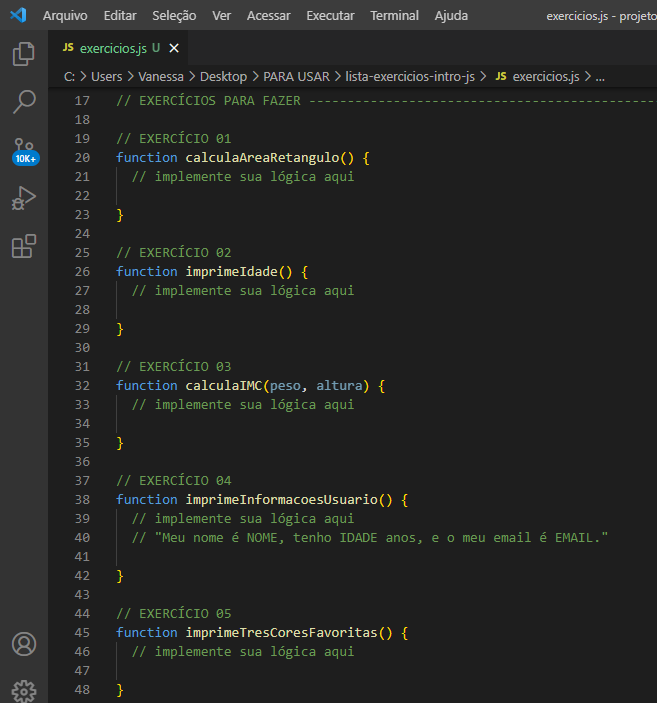 Arquivo Editar Seleção Ver Acessar Executar Terminal Ajuda exercicios.js - projeto
JS exercicios.js U
C: > Users > Vanessa > Desktop > PARA USAR > lista-exercicios-intro-js > JS exercicios.js > ...
17 // EXERCÍCIOS PARA FAZER ---------------------------------------------
18
19 // EXERCÍCIO 01
20 function calculaAreaRetangulo() {
21   // implemente sua lógica aqui
22
23 }
24
25 // EXERCÍCIO 02
26 function imprimeIdade() {
27   // implemente sua lógica aqui
28
29 }
30
31 // EXERCÍCIO 03
32 function calculaIMC(peso, altura) {
33   // implemente sua lógica aqui
34
35 }
36
37 // EXERCÍCIO 04
38 function imprimeInformacoesUsuario() {
39   // implemente sua lógica aqui
40   // "Meu nome é NOME, tenho IDADE anos, e o meu email é EMAIL."
41
42 }
43
44 // EXERCÍCIO 05
45 function imprimeTresCoresFavoritas() {
46   // implemente sua lógica aqui
47
48 }
10K+